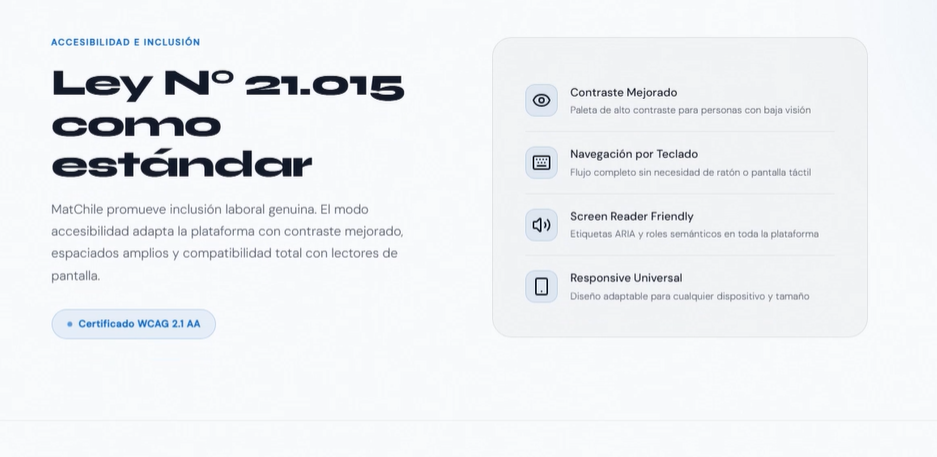 ACCESIBILIDAD E INCLUSIÓN
Ley Nº 21.015
como
estándar
MatChile promueve inclusión laboral genuina. El modo
accesibilidad adapta la plataforma con contraste mejorado,
espaciados amplios y compatibilidad total con lectores de
pantalla.
Certificado WCAG 2.1 AA
Contraste Mejorado
Paleta de alto contraste para personas con baja visión
Navegación por Teclado
Flujo completo sin necesidad de ratón o pantalla táctil
Screen Reader Friendly
Etiquetas ARIA y roles semánticos en toda la plataforma
Responsive Universal
Diseño adaptable para cualquier dispositivo y tamaño